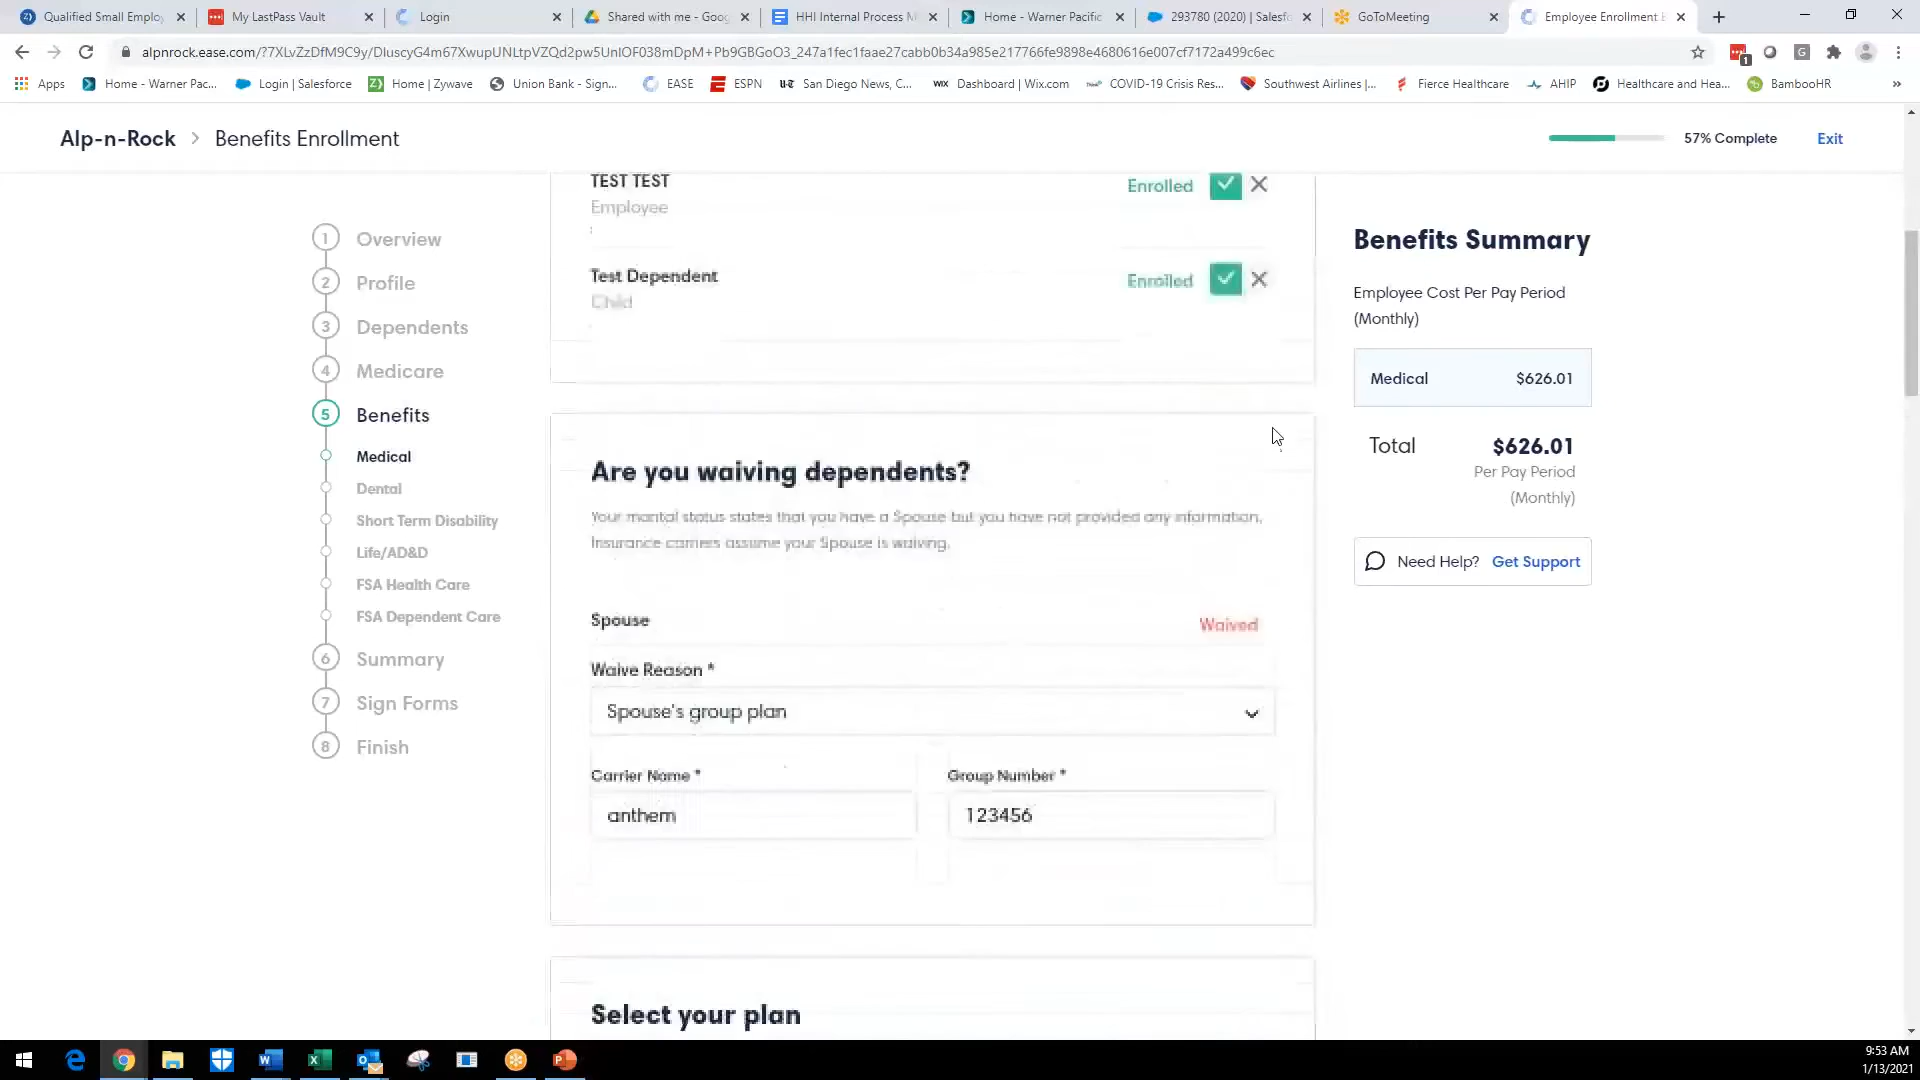 Qualified Small Emplo
My LastPass Vault
Login
Shared with me - Goog
HHI Internal Process M
Home - Warner Pacific
293780 (2020) | Salesf
GoToMeeting
Employee Enrollment
alpnrock.ease.com/?7XLvZzDfM9C9y/DIuscyG4m67XwupUNLtpVZQd2pw5UnIOF038mDpM+Pb9GBGoO3_247a1fec1faae27cabb0b34a985e217766fe9898e4680616e007cf7172a499c6ec
Apps
Home - Warner Pac...
Login | Salesforce
Home | Zywave
Union Bank - Sign...
EASE
ESPN
San Diego News, C...
WIX Dashboard | Wix.com
COVID-19 Crisis Res...
Southwest Airlines |...
Fierce Healthcare
AHIP
Healthcare and Hea...
BambooHR
Alp-n-Rock > Benefits Enrollment
57% Complete
Exit
1 Overview
2 Profile
3 Dependents
4 Medicare
5 Benefits
Medical
Dental
Short Term Disability
Life/AD&D
FSA Health Care
FSA Dependent Care
6 Summary
7 Sign Forms
8 Finish
TEST TEST
Enrolled
Employee
Test Dependent
Enrolled
Child
Are you waiving dependents?
Your marital status states that you have a Spouse but you have not provided any information,
Insurance carriers assume your Spouse is waiving.
Spouse
Waived
Waive Reason *
Spouse's group plan
Carrier Name *
Group Number *
anthem
123456
Select your plan
Benefits Summary
Employee Cost Per Pay Period
(Monthly)
Medical $626.01
Total $626.01
Per Pay Period
(Monthly)
Need Help? Get Support
9:53 AM
1/13/2021